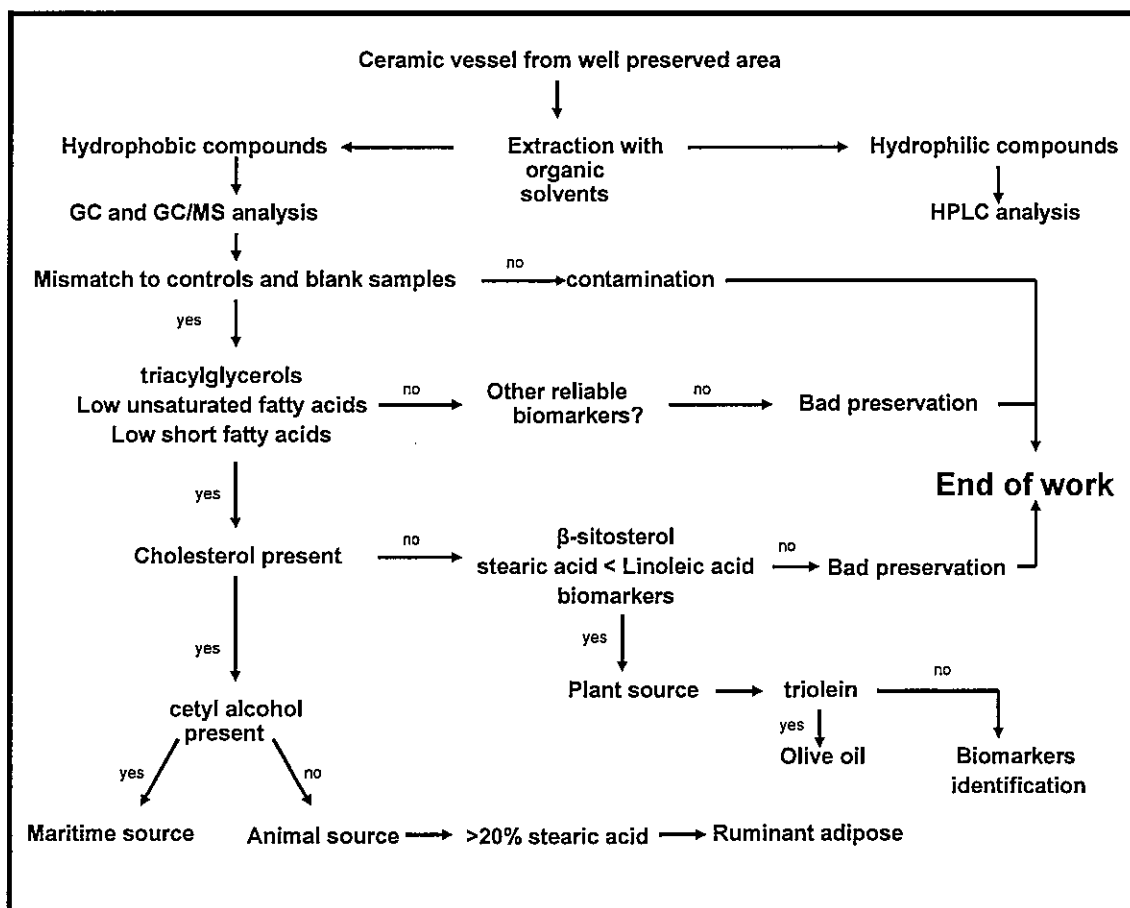 Ceramic vessel from well preserved area
Hydrophobic compounds
Extraction with
organic
solvents
Hydrophilic compounds
GC and GC/MS analysis
HPLC analysis
Mismatch to controls and blank samples
no
contamination
yes
triacylglycerols
Low unsaturated fatty acids
Low short fatty acids
no
Other reliable
biomarkers?
no
Bad preservation
End of work
yes
Cholesterol present
no
β-sitosterol
stearic acid < Linoleic acid
biomarkers
no
Bad preservation
yes
yes
Plant source
triolein
no
cetyl alcohol
present
yes
Olive oil
Biomarkers
identification
yes
no
Maritime source
Animal source
>20% stearic acid
Ruminant adipose